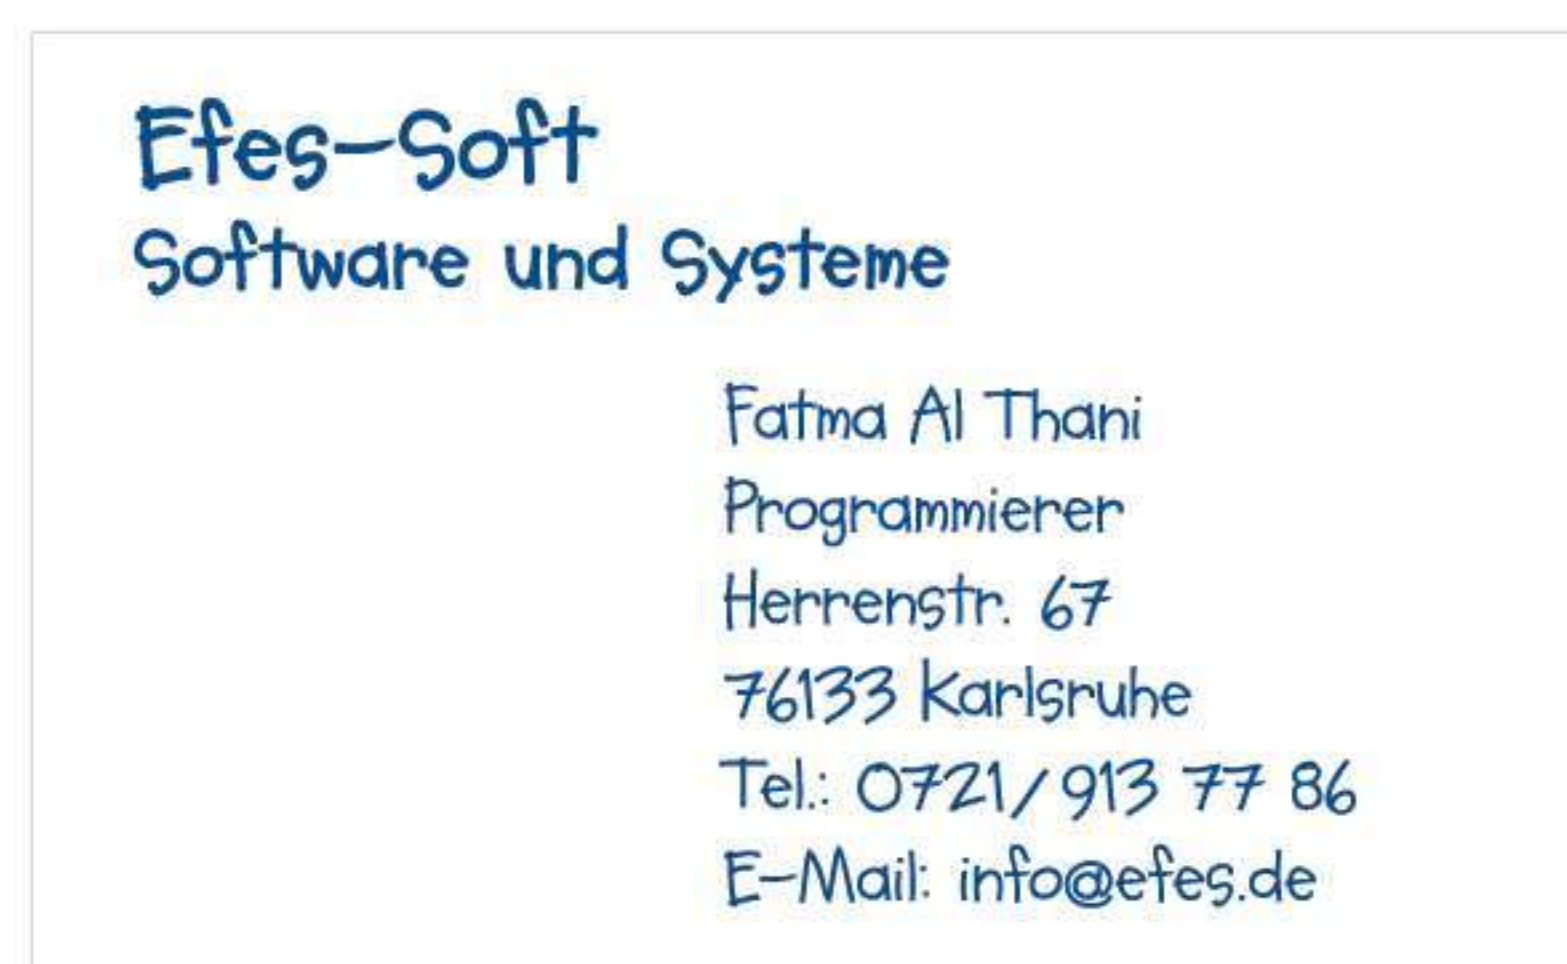 Efes-Soft
Software und Systeme
Fatma Al Thani
Programmierer
Herrenstr. 67
76133 Karlsruhe
Tel.: 0721/913 77 86
E-Mail: info@efes.de